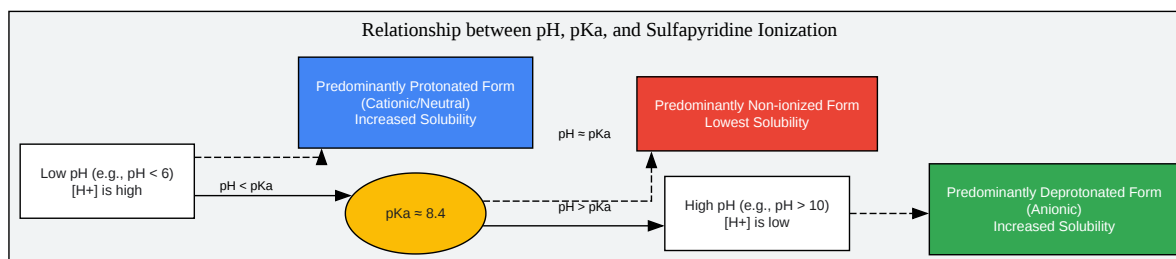 Relationship between pH, pKa, and Sulfapyridine Ionization
Predominantly Protonated Form
(Cationic/Neutral)
Increased Solubility
Predominantly Non-ionized Form
Lowest Solubility
pH ≈ pKa
Low pH (e.g., pH < 6)
[H+] is high
pH < pKa
pKa ≈ 8.4
pH > pKa
High pH (e.g., pH > 10)
[H+] is low
Predominantly Deprotonated Form
(Anionic)
Increased Solubility